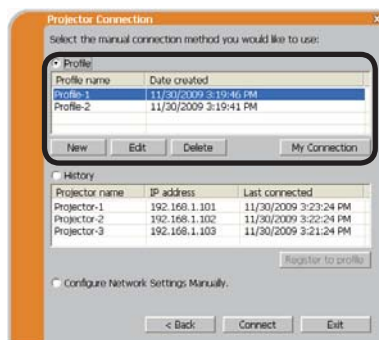 Projector Connection
x
Select the manual connection method you would like to use:
Profile
Profile name Date created
Profile-1 11/30/2009 3:19:46 PM
Profile-2 11/30/2009 3:19:41 PM
New Edit Delete My Connection
History
Projector name IP address Last connected
Projector-1 192.168.1.101 11/30/2009 3:23:24 PM
Projector-2 192.168.1.102 11/30/2009 3:22:24 PM
Projector-3 192.168.1.103 11/30/2009 3:21:24 PM
Register to profile
Configure Network Settings Manually.
< Back Connect Exit